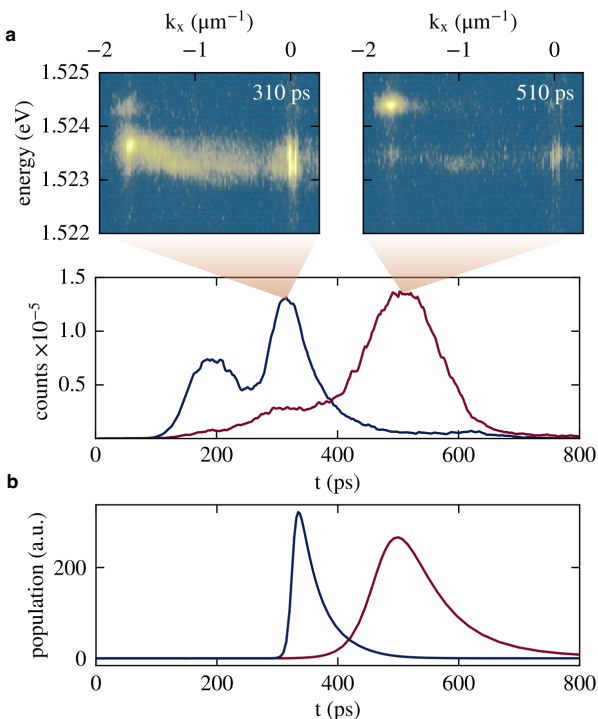 a
kₓ (μm⁻¹) kₓ (μm⁻¹)
−2 −1 0 −2 −1 0
1.525
1.524
1.523
1.522
energy (eV)
310 ps 510 ps
1.5
1.0
0.5
counts ×10⁻⁵
0 200 400 600 800
t (ps)
b
200
0
population (a.u.)
0 200 400 600 800
t (ps)